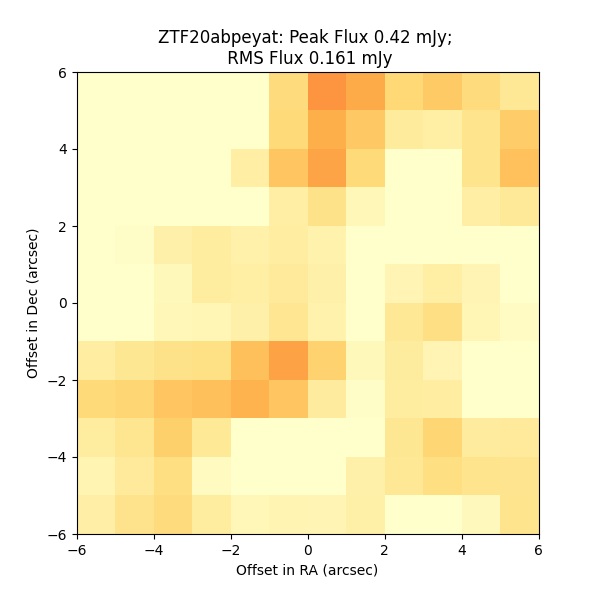 ZTF20abpeyat: Peak Flux 0.42 mJy;
RMS Flux 0.161 mJy
6
4
2
0
−2
−4
−6
Offset in Dec (arcsec)
−6 −4 −2 0 2 4 6
Offset in RA (arcsec)